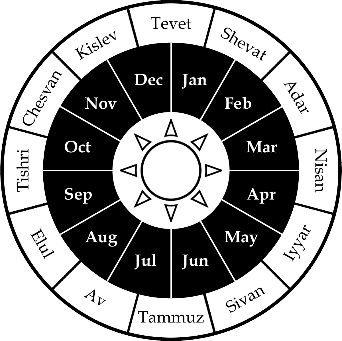 Tevet
Shevat
Adar
Nisan
Iyyar
Sivan
Tammuz
Av
Elul
Tishri
Chesvan
Kislev
Jan
Feb
Mar
Apr
May
Jun
Jul
Aug
Sep
Oct
Nov
Dec